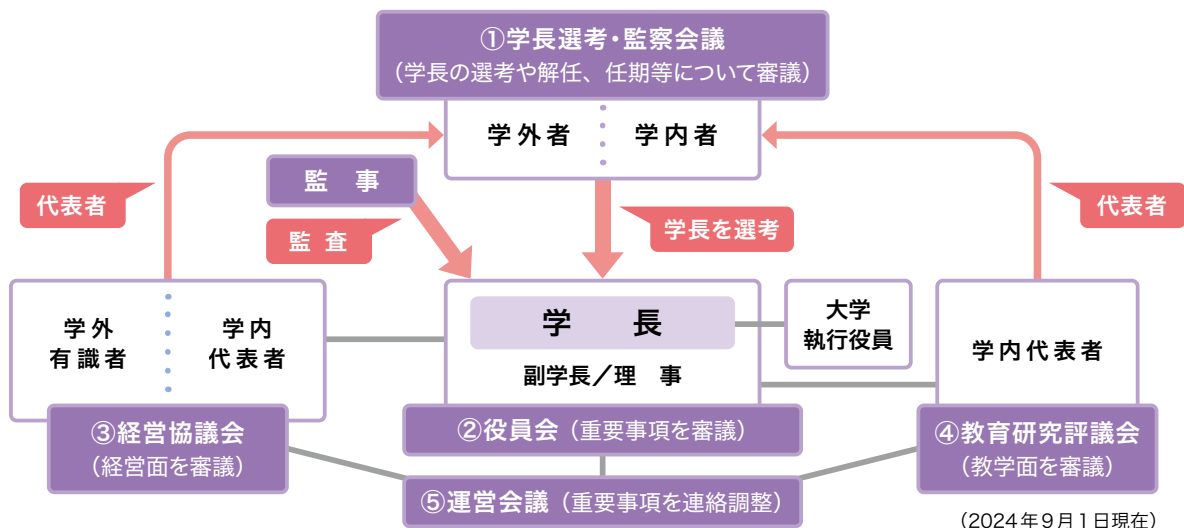 ①学長選考・監察会議
(学長の選考や解任、任期等について審議)
学外者
学内者
監 事
代表者
監 査
学長を選考
代表者
学外
有識者
学内
代表者
学 長
副学長/理 事
大学
執行役員
学内代表者
③経営協議会
(経営面を審議)
②役員会(重要事項を審議)
④教育研究評議会
(教学面を審議)
⑤運営会議(重要事項を連絡調整)
(2024年9月1日現在)